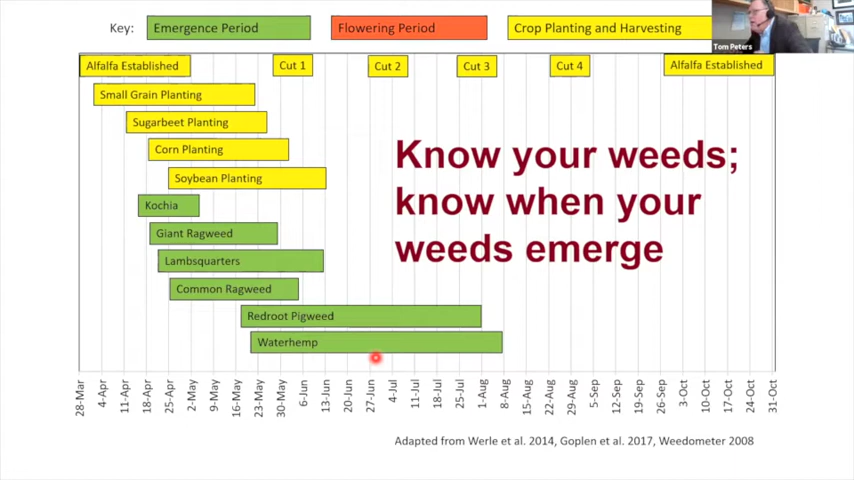 Key:
Emergence Period
Flowering Period
Crop Planting and Harvesting
Tom Peters
Alfalfa Established
Cut 1
Cut 2
Cut 3
Cut 4
Alfalfa Established
Small Grain Planting
Sugarbeet Planting
Corn Planting
Soybean Planting
Kochia
Giant Ragweed
Lambsquarters
Common Ragweed
Redroot Pigweed
Waterhemp
Know your weeds;
know when your
weeds emerge
28-Mar
4-Apr
11-Apr
18-Apr
25-Apr
2-May
9-May
16-May
23-May
30-May
6-Jun
13-Jun
20-Jun
27-Jun
4-Jul
11-Jul
18-Jul
25-Jul
1-Aug
8-Aug
15-Aug
22-Aug
29-Aug
5-Sep
12-Sep
19-Sep
26-Sep
3-Oct
10-Oct
17-Oct
24-Oct
31-Oct
Adapted from Werle et al. 2014, Goplen et al. 2017, Weedometer 2008